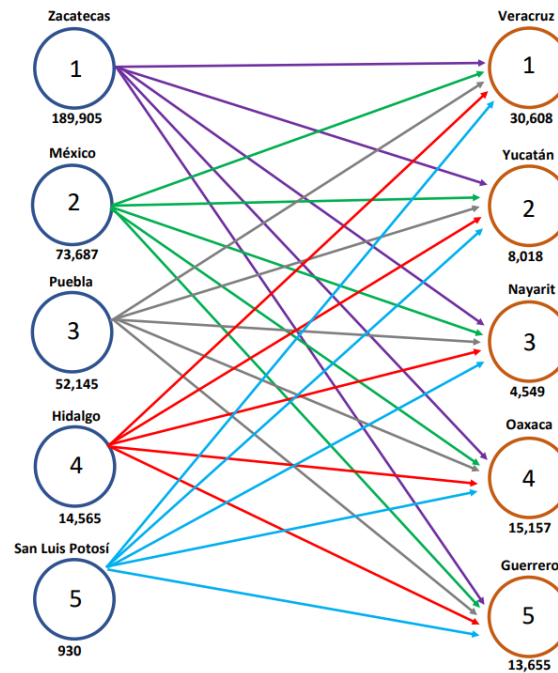 Zacatecas
1
189,905
México
2
73,687
Puebla
3
52,145
Hidalgo
4
14,565
San Luis Potosí
5
930
Veracruz
1
30,608
Yucatán
2
8,018
Nayarit
3
4,549
Oaxaca
4
15,157
Guerrero
5
13,655